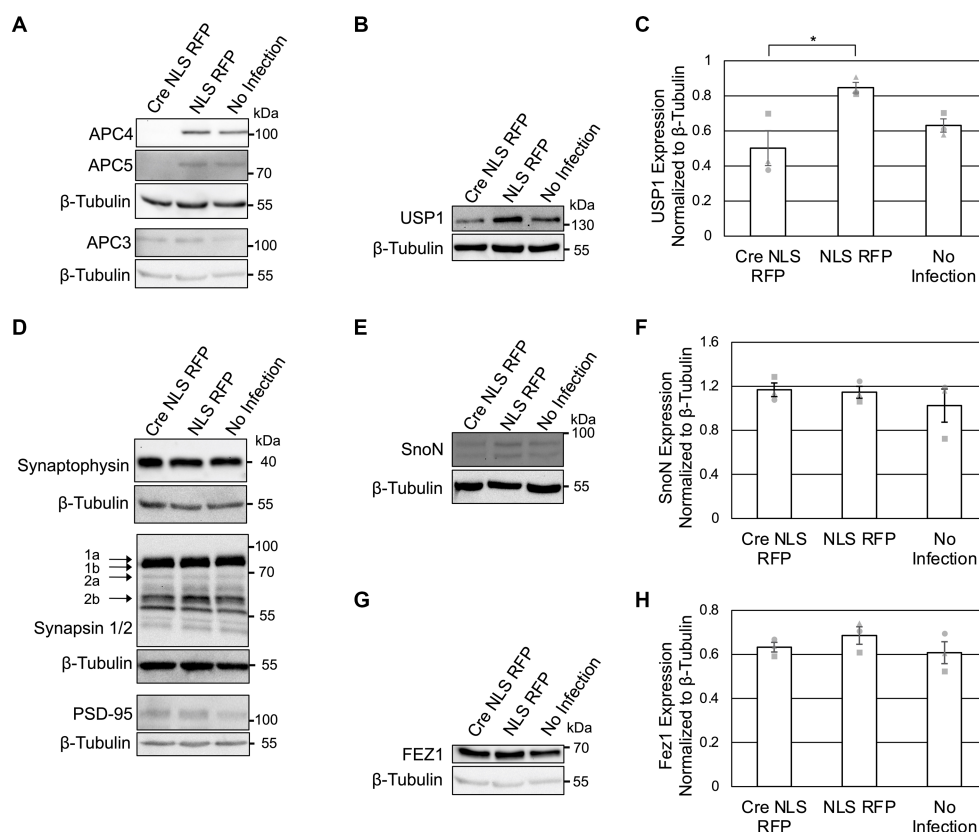 A
Cre NLS RFP
NLS RFP
No Infection
kDa
APC4
100
APC5
70
β-Tubulin
55
APC3
100
β-Tubulin
55
B
Cre NLS RFP
NLS RFP
No Infection
kDa
USP1
130
β-Tubulin
55
C
*
USP1 Expression
Normalized to β-Tubulin
1
0.8
0.6
0.4
0.2
0
Cre NLS
RFP
NLS RFP
No
Infection
D
Cre NLS RFP
NLS RFP
No Infection
kDa
Synaptophysin
40
β-Tubulin
55
100
1a
1b
70
2a
2b
55
Synapsin 1/2
β-Tubulin
55
PSD-95
100
β-Tubulin
55
E
Cre NLS RFP
NLS RFP
No Infection
100
SnoN
β-Tubulin
55
F
SnoN Expression
Normalized to β-Tubulin
1.6
1.2
0.8
0.4
0
Cre NLS
RFP
NLS RFP
No
Infection
G
Cre NLS RFP
NLS RFP
No Infection
kDa
70
FEZ1
β-Tubulin
55
H
Fez1 Expression
Normalized to β-Tubulin
0.8
0.6
0.4
0.2
0
Cre NLS
RFP
NLS RFP
No
Infection